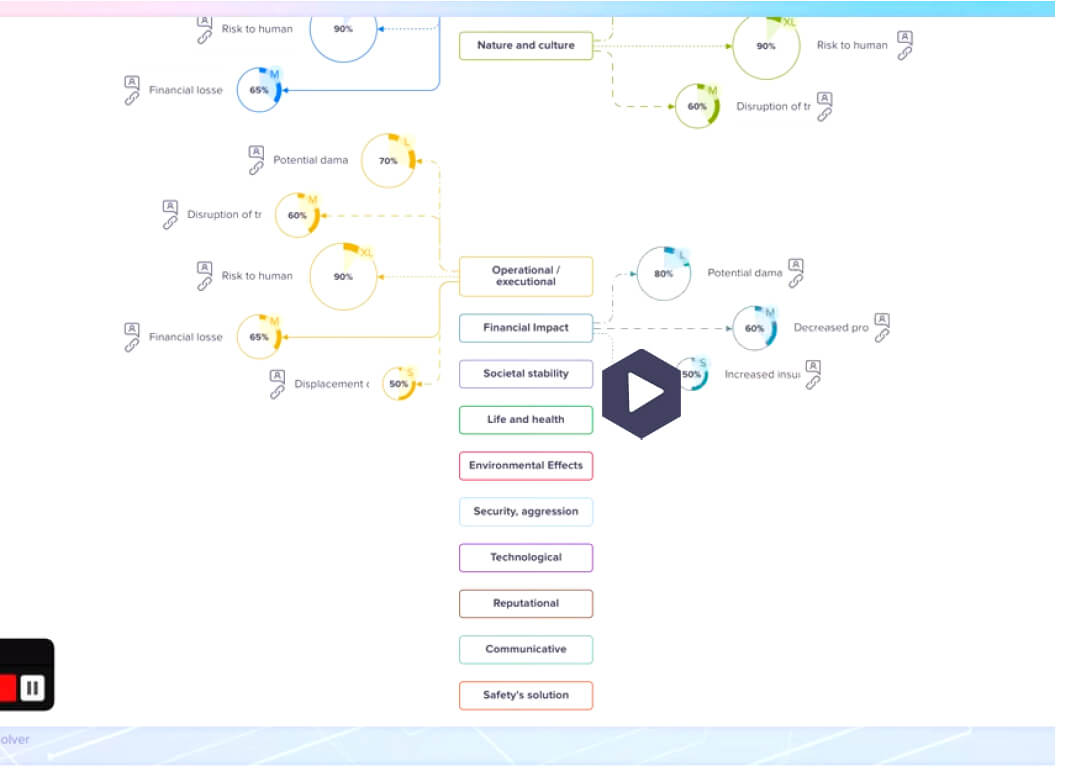 Risk to human
90%
Nature and culture
XL
90%
Risk to human
Financial losse
65%
M
60%
M
Disruption of tr
Potential dama
70%
L
Disruption of tr
60%
M
Risk to human
90%
XL
Operational /
executional
80%
L
Potential dama
Financial losse
65%
M
Financial Impact
60%
M
Decreased pro
Displacement c
50%
S
Societal stability
50%
S
Increased insu
Life and health
Environmental Effects
Security, aggression
Technological
Reputational
Communicative
Safety's solution
olver